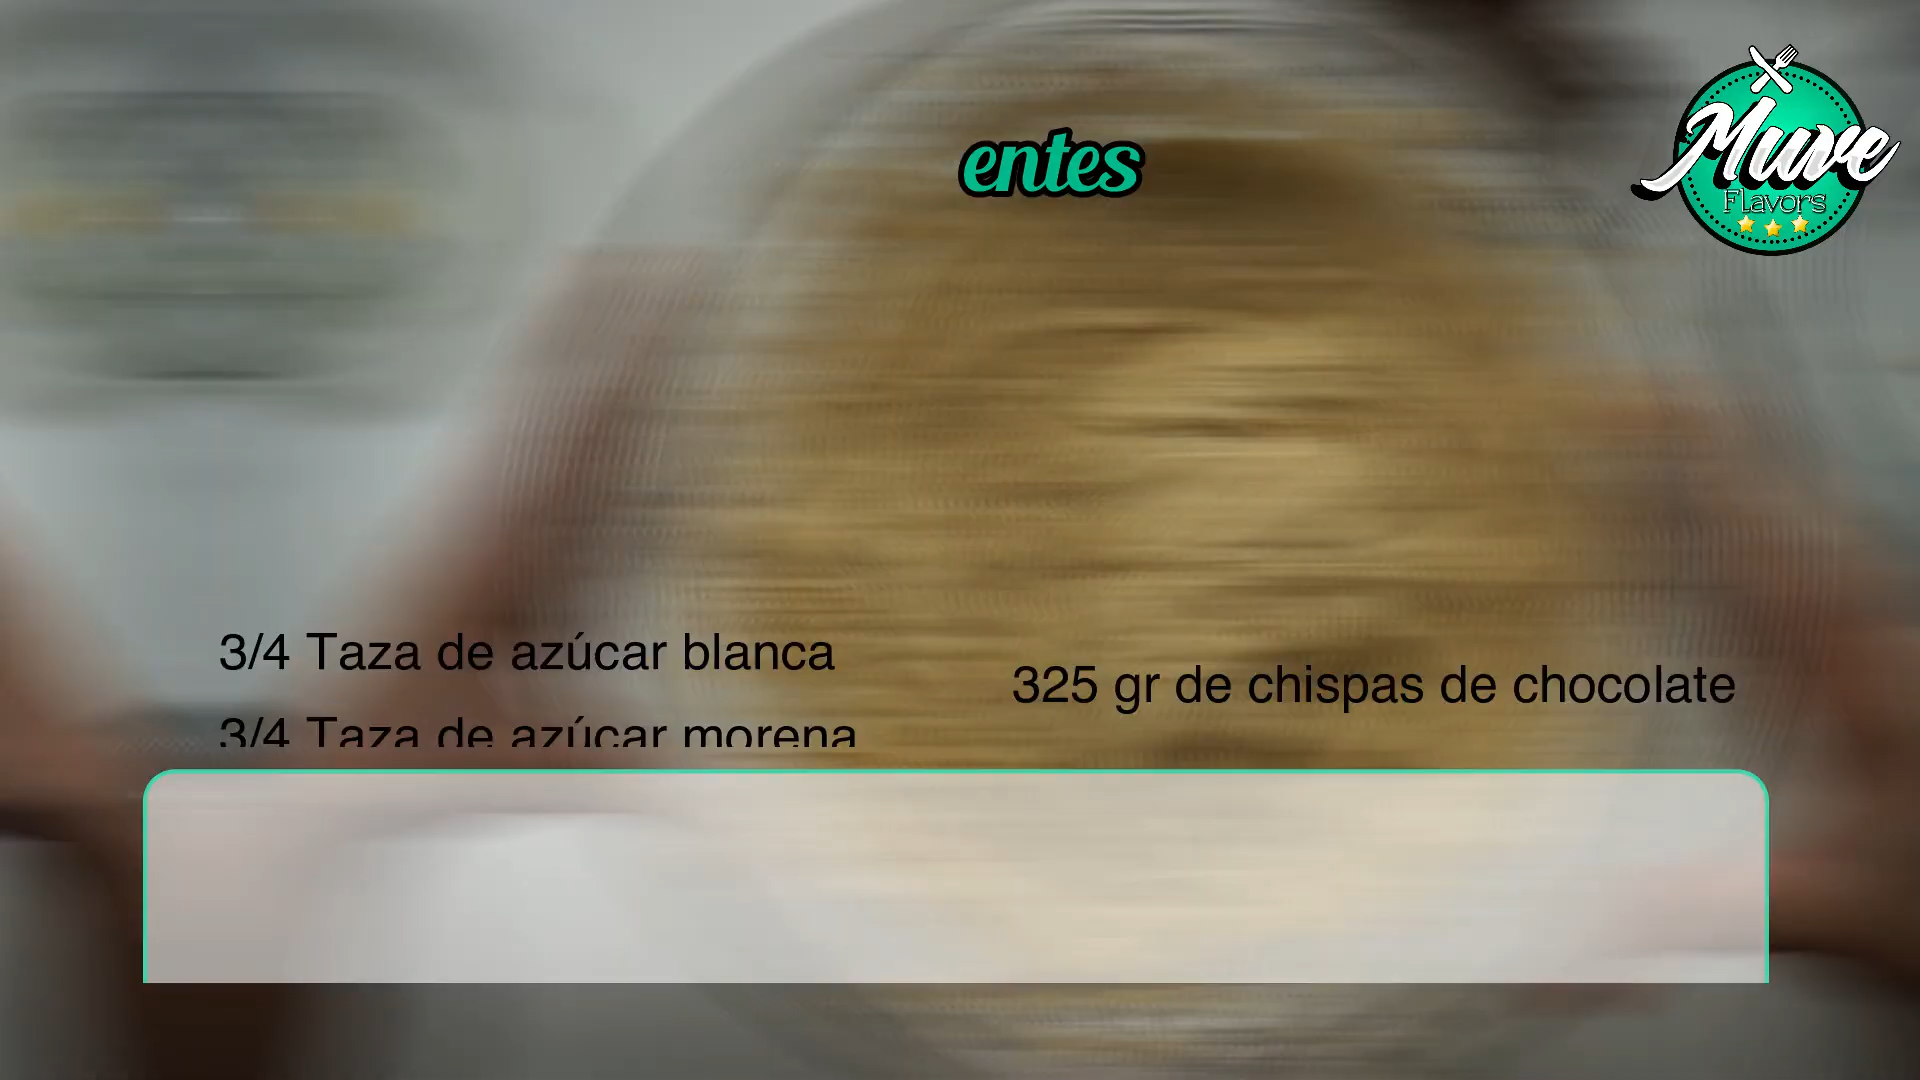 entes
Muve
Flavors
3/4 Taza de azúcar blanca
3/4 Taza de azúcar morena
325 gr de chispas de chocolate